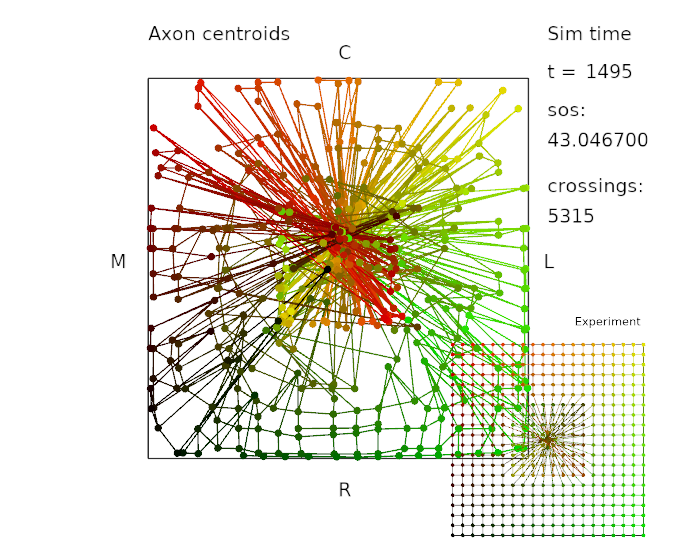 Axon centroids
C
Sim time
t = 1495
sos:
43.046700
crossings:
5315
M
L
Experiment
R